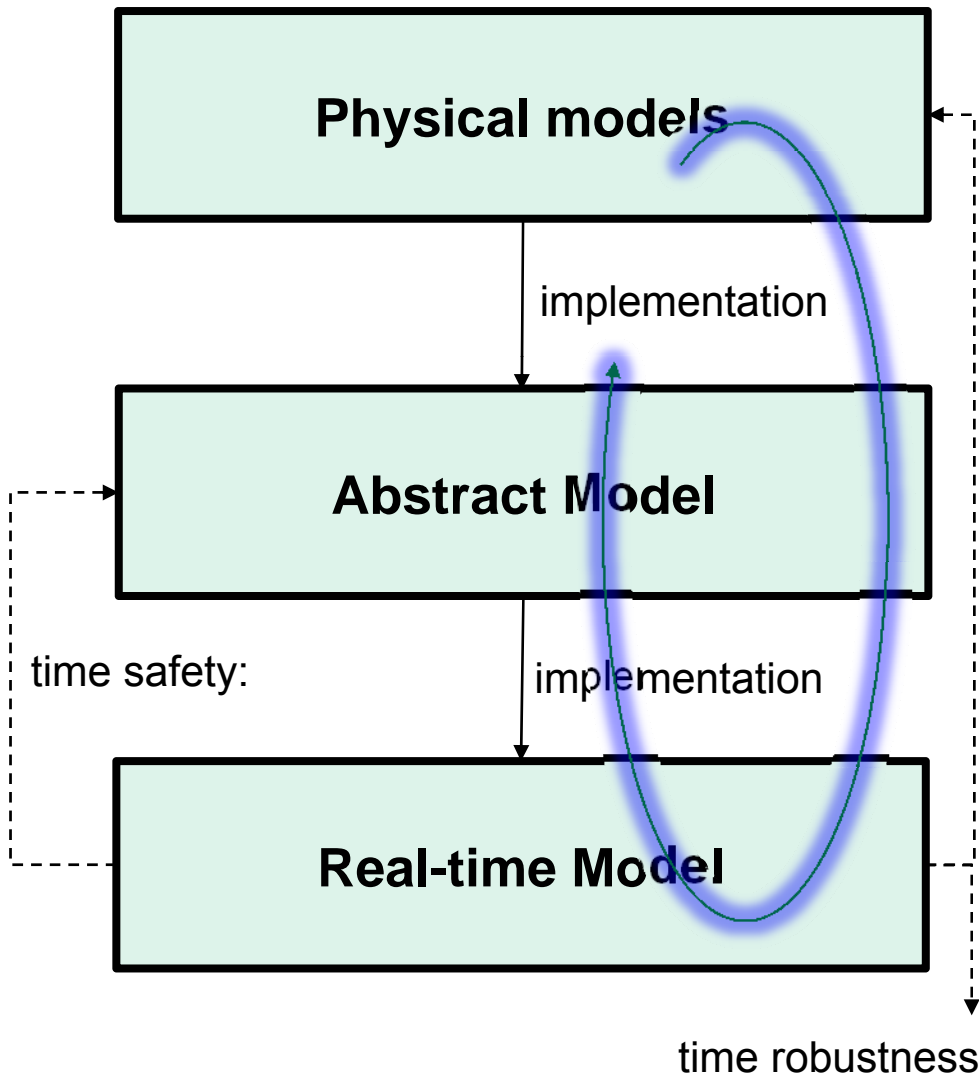 Physical models
implementation
Abstract Model
time safety:
implementation
Real-time Model
time robustness